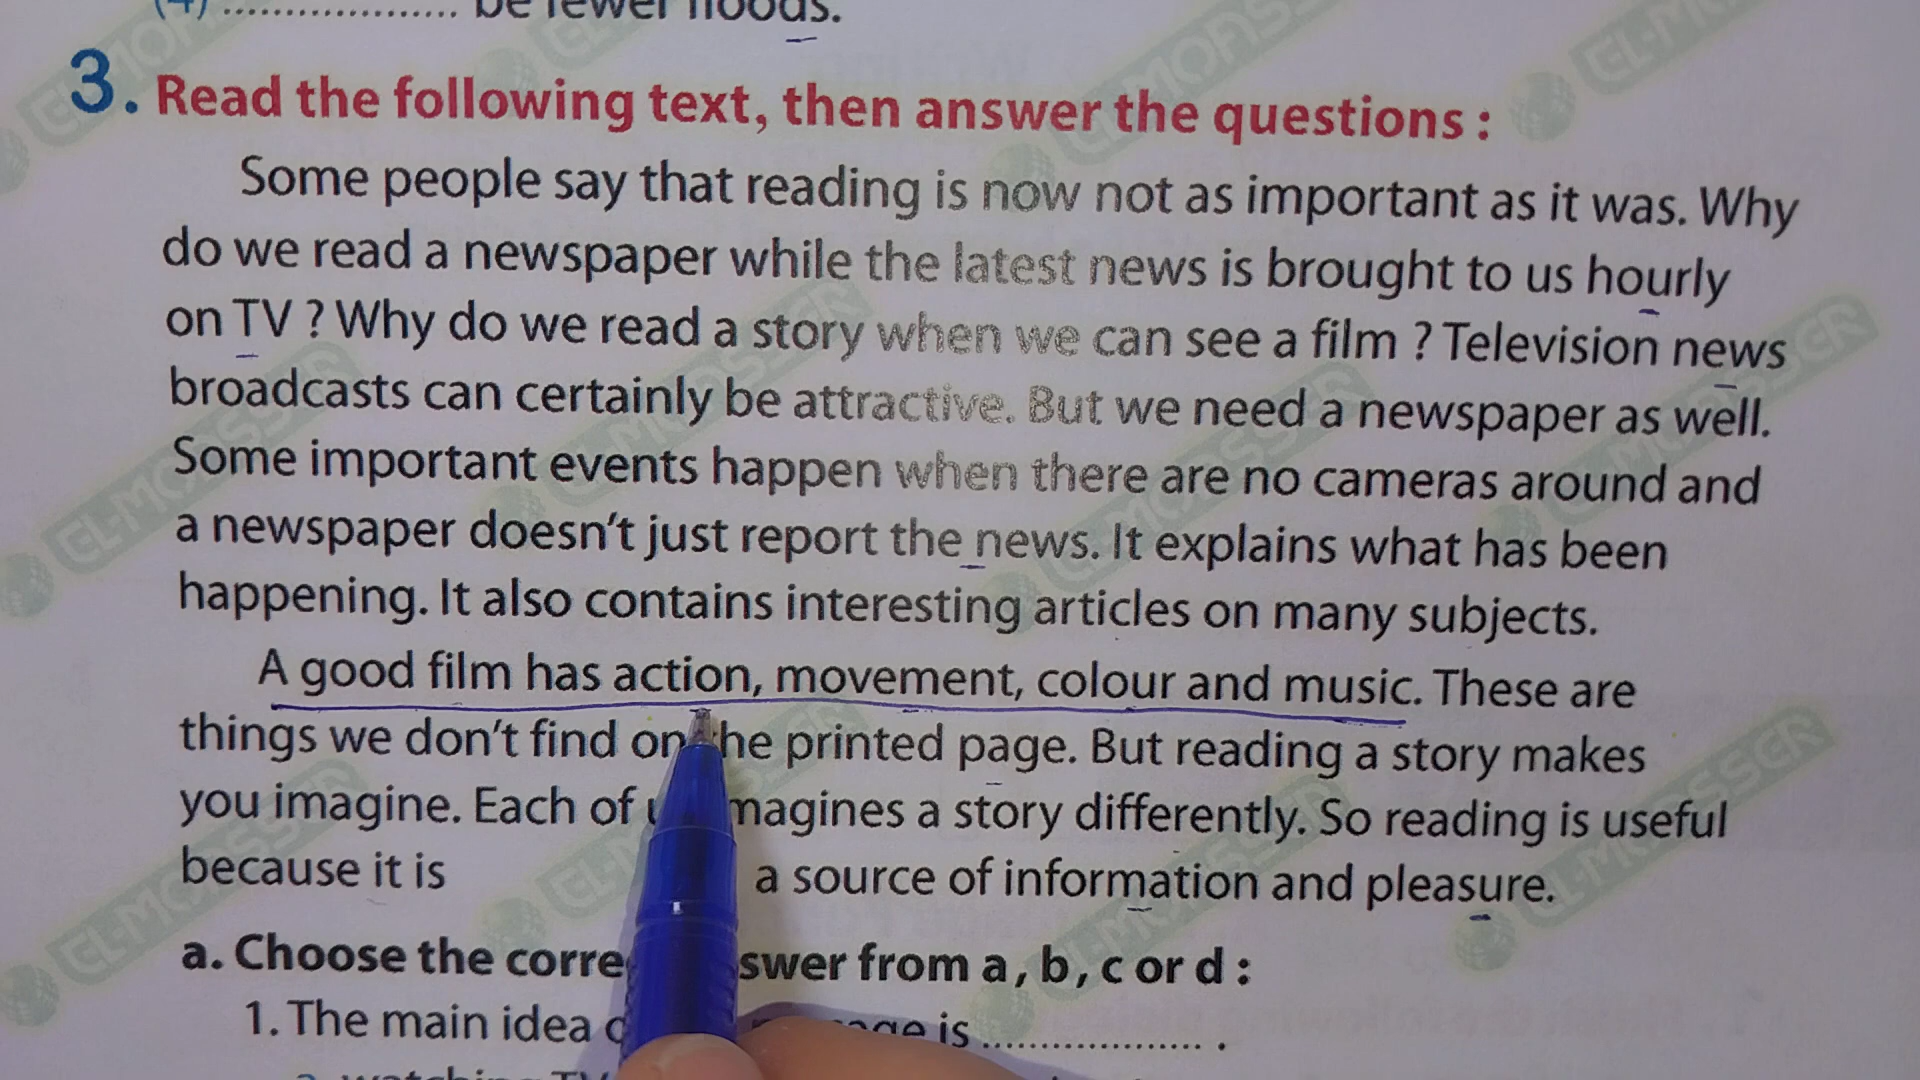 (4) ................... be fewer floods.
3. Read the following text, then answer the questions :
Some people say that reading is now not as important as it was. Why
do we read a newspaper while the latest news is brought to us hourly
on TV ? Why do we read a story when we can see a film ? Television news
broadcasts can certainly be attractive. But we need a newspaper as well.
Some important events happen when there are no cameras around and
a newspaper doesn't just report the news. It explains what has been
happening. It also contains interesting articles on many subjects.
A good film has action, movement, colour and music. These are
things we don't find on the printed page. But reading a story makes
you imagine. Each of imagines a story differently. So reading is useful
because it is a source of information and pleasure.
a. Choose the correct answer from a , b , c or d :
1. The main idea is .................... .
a. watching TV
EL-MOASSER